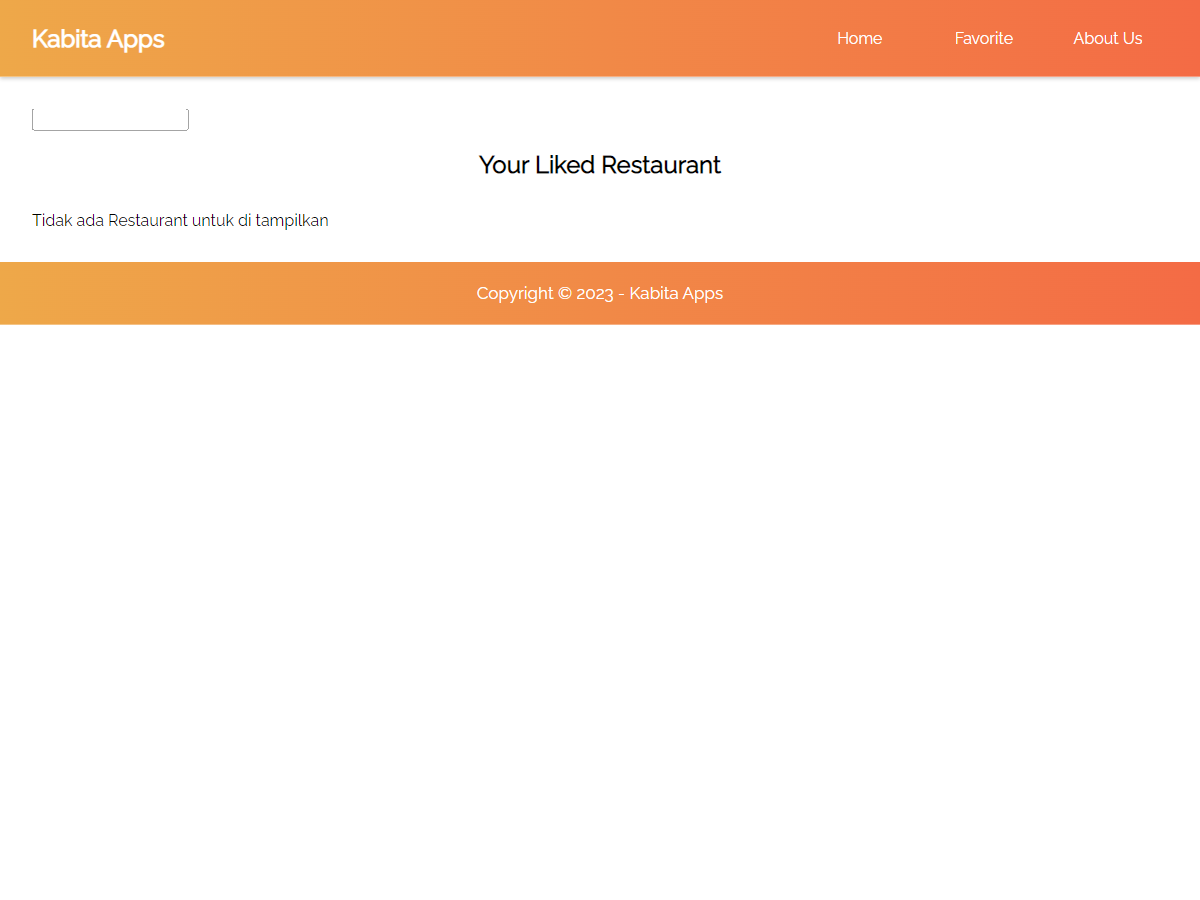 Kabita Apps
Home Favorite About Us
Your Liked Restaurant
Tidak ada Restaurant untuk di tampilkan
Copyright © 2023 - Kabita Apps